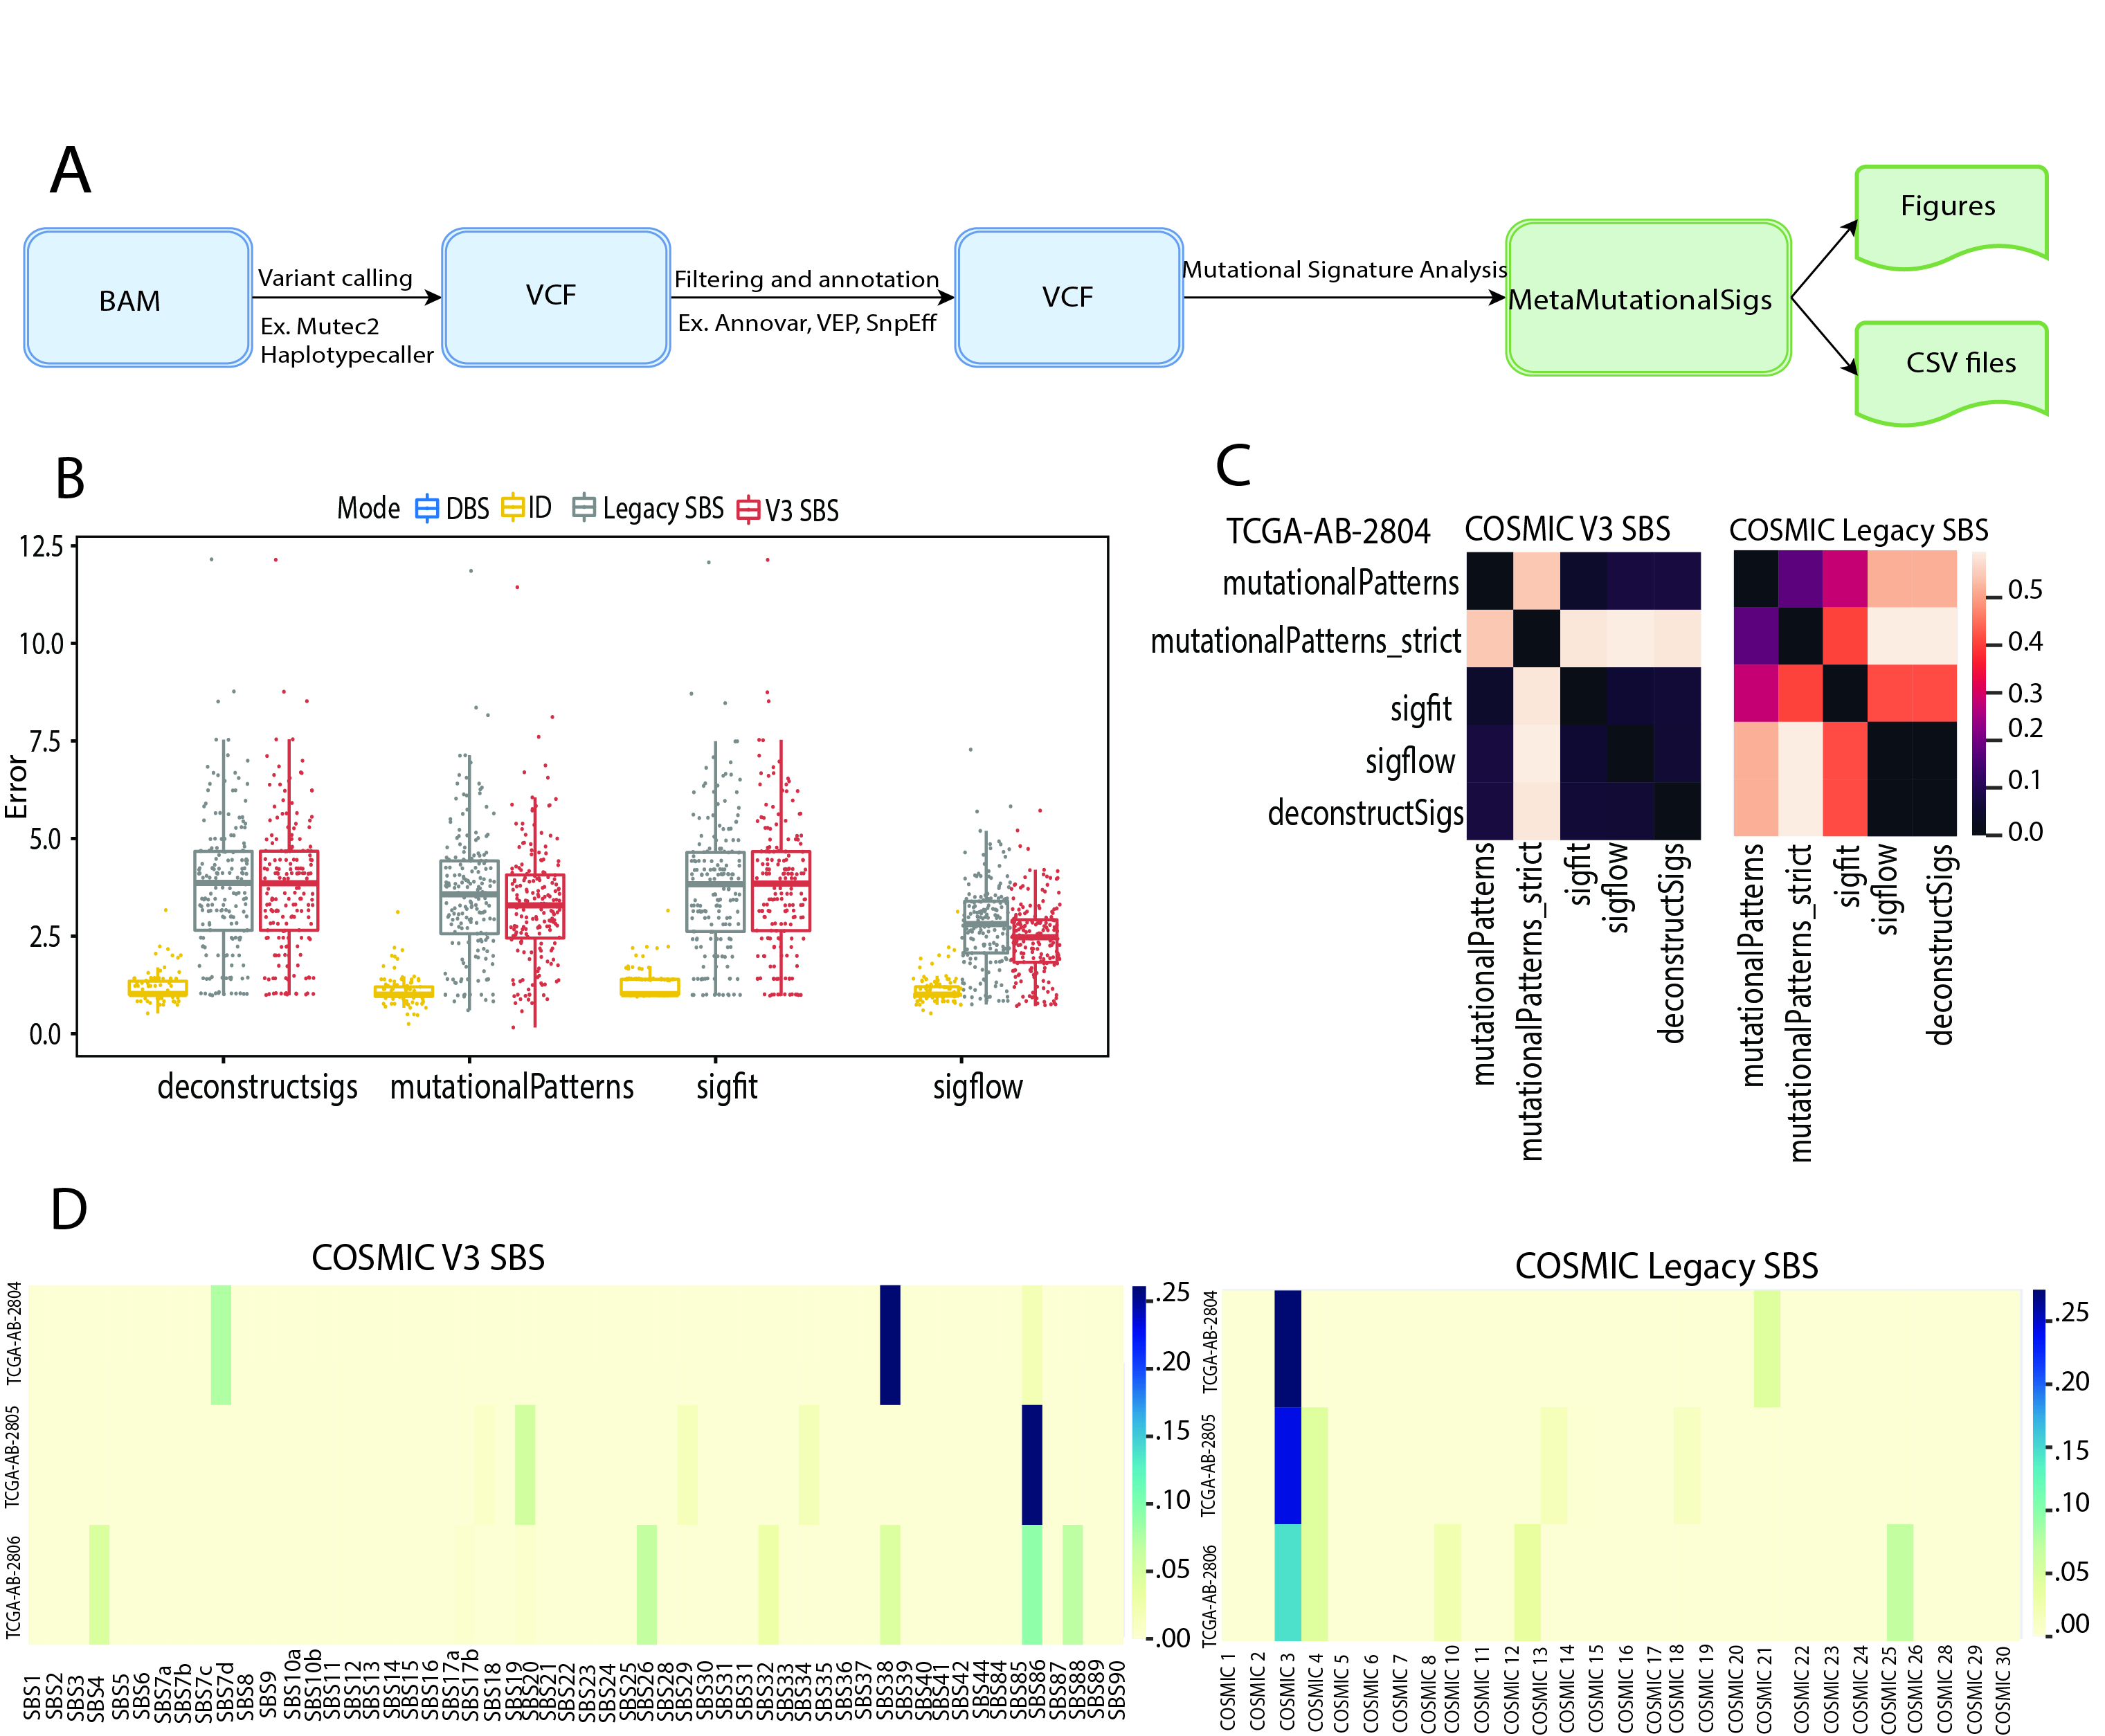 A
BAM
Variant calling
Ex. Mutec2
Haplotypecaller
VCF
Filtering and annotation
Ex. Annovar, VEP, SnpEff
VCF
Mutational Signature Analysis
MetaMutationalSigs
Figures
CSV files
B
Mode DBS ID Legacy SBS V3 SBS
Error
12.5
10.0
7.5
5.0
2.5
0.0
deconstructsigs mutationalPatterns sigfit sigflow
C
TCGA-AB-2804 COSMIC V3 SBS COSMIC Legacy SBS
mutationalPatterns
mutationalPatterns_strict
sigfit
sigflow
deconstructSigs
0.5
0.4
0.3
0.2
0.1
0.0
mutationalPatterns
mutationalPatterns_strict
sigfit
sigflow
deconstructSigs
mutationalPatterns
mutationalPatterns_strict
sigfit
sigflow
deconstructSigs
D
COSMIC V3 SBS
TCGA-AB-2804
TCGA-AB-2805
TCGA-AB-2806
.25
.20
.15
.10
.05
.00
SBS1
SBS2
SBS3
SBS4
SBS5
SBS6
SBS7a
SBS7b
SBS7c
SBS7d
SBS8
SBS9
SBS10a
SBS10b
SBS11
SBS12
SBS13
SBS14
SBS15
SBS16
SBS17a
SBS17b
SBS18
SBS19
SBS20
SBS21
SBS22
SBS23
SBS24
SBS25
SBS26
SBS28
SBS29
SBS30
SBS31
SBS31
SBS32
SBS33
SBS34
SBS35
SBS36
SBS37
SBS38
SBS39
SBS40
SBS41
SBS42
SBS44
SBS84
SBS85
SBS86
SBS87
SBS88
SBS89
SBS90
COSMIC Legacy SBS
TCGA-AB-2804
TCGA-AB-2805
TCGA-AB-2806
.25
.20
.15
.10
.05
.00
COSMIC 1
COSMIC 2
COSMIC 3
COSMIC 4
COSMIC 5
COSMIC 6
COSMIC 7
COSMIC 8
COSMIC 10
COSMIC 11
COSMIC 12
COSMIC 13
COSMIC 14
COSMIC 15
COSMIC 16
COSMIC 17
COSMIC 18
COSMIC 19
COSMIC 20
COSMIC 21
COSMIC 22
COSMIC 23
COSMIC 24
COSMIC 25
COSMIC 26
COSMIC 28
COSMIC 29
COSMIC 30